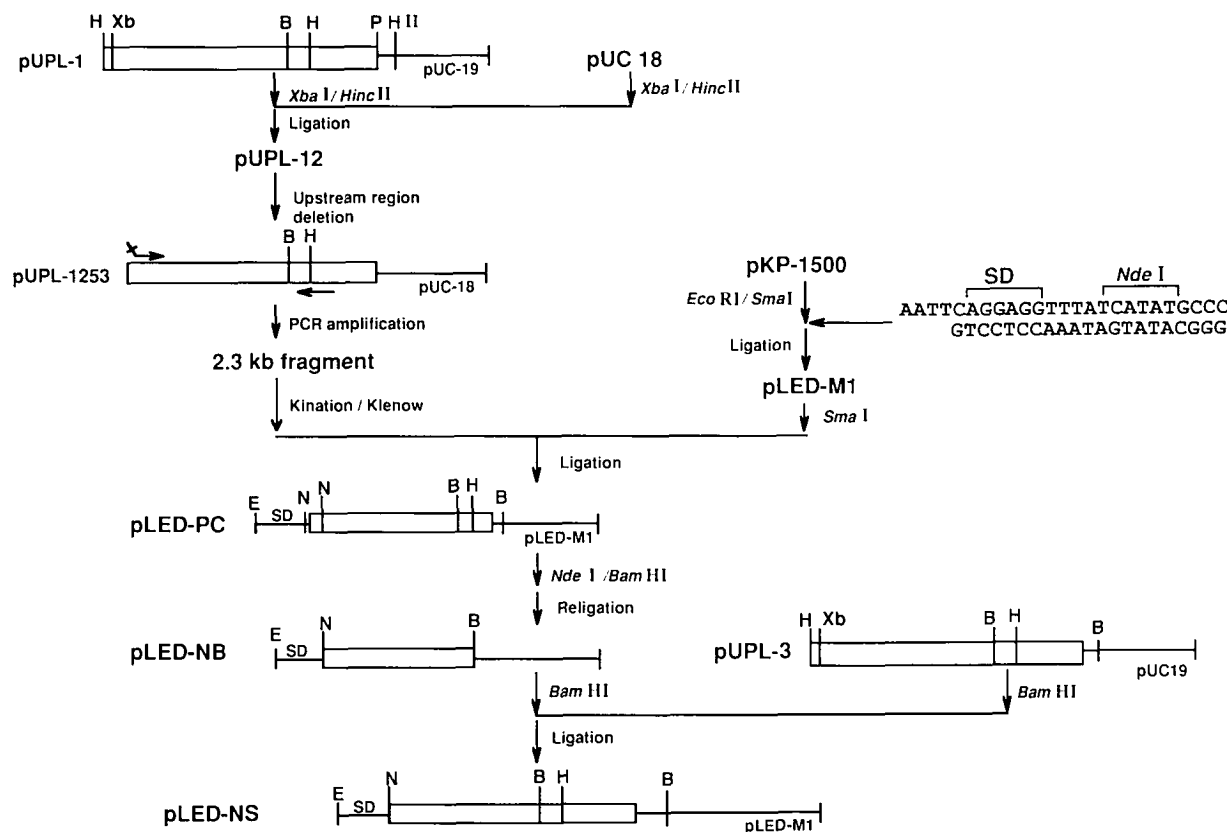 H Xb B H P H II
pUPL-1
pUC-19
pUC 18
Xba I/ Hinc II
Xba I/ Hinc II
Ligation
pUPL-12
Upstream region
deletion
x
B H
pUPL-1253
pUC-18
pKP-1500
SD Nde I
Eco RI/ Sma I
AATTCAGGAGGTTTATCATATGCCC
GTCCTCCAAATAGTATACGGG
PCR amplification
Ligation
2.3 kb fragment
pLED-M1
Kination / Klenow
Sma I
Ligation
E SD N N B H B
pLED-PC
pLED-M1
Nde I /Bam HI
Religation
E SD N B
pLED-NB
H Xb B H B
pUPL-3
pUC19
Bam HI
Bam HI
Ligation
E SD N B H B
pLED-NS
pLED-M1